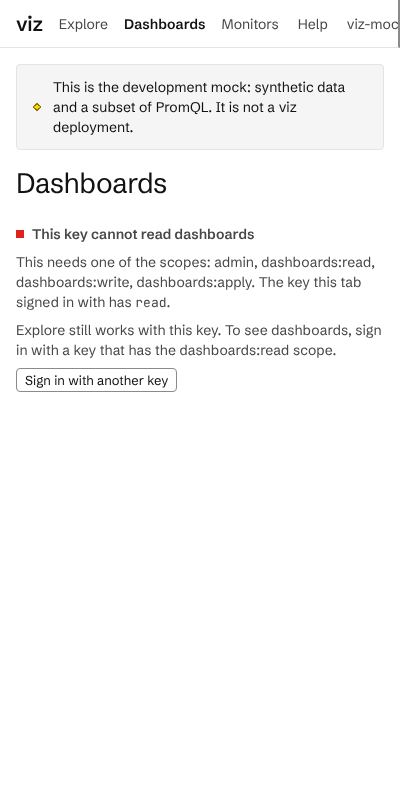 viz Explore Dashboards Monitors Help viz-moc
This is the development mock: synthetic data
and a subset of PromQL. It is not a viz
deployment.
Dashboards
This key cannot read dashboards
This needs one of the scopes: admin, dashboards:read,
dashboards:write, dashboards:apply. The key this tab
signed in with has read.
Explore still works with this key. To see dashboards, sign
in with a key that has the dashboards:read scope.
Sign in with another key